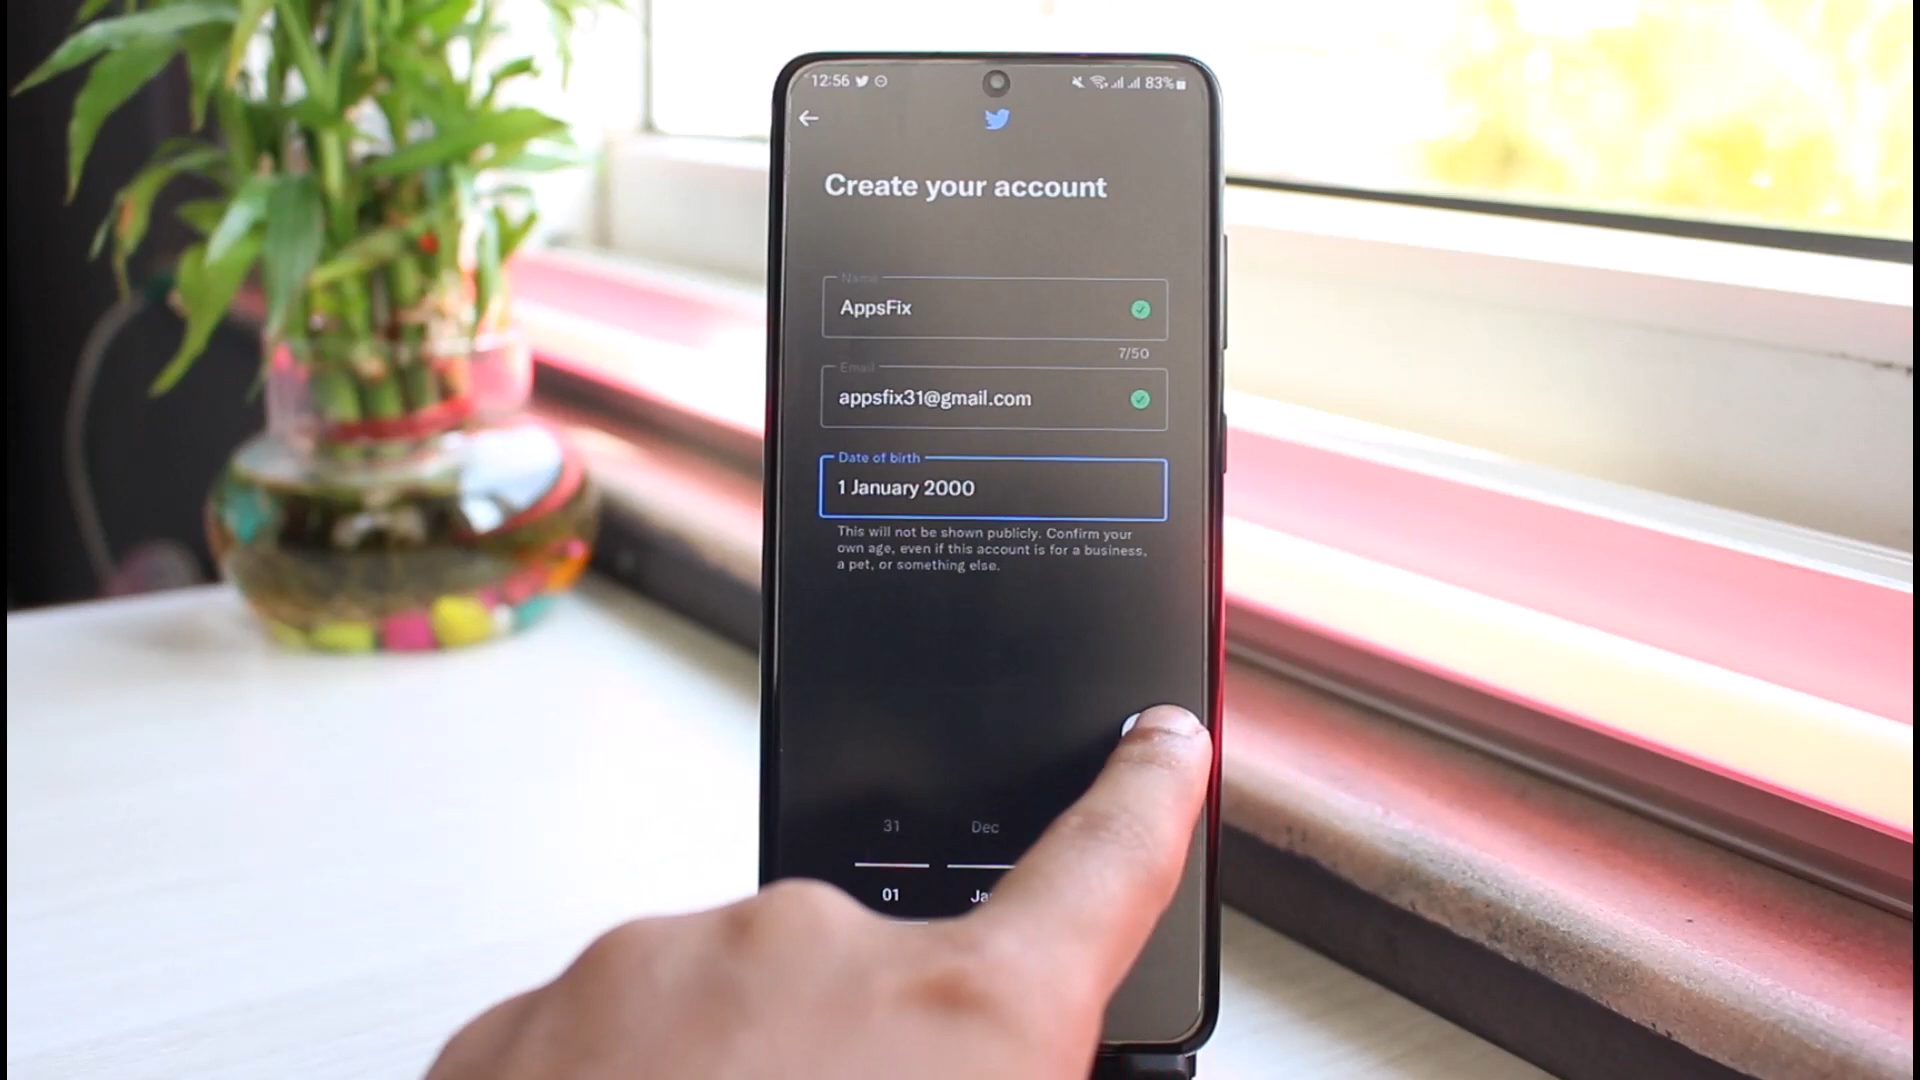 12:56
83%
Create your account
Name
AppsFix
7/50
Email
appsfix31@gmail.com
Date of birth
1 January 2000
This will not be shown publicly. Confirm your
own age, even if this account is for a business,
a pet, or something else.
31 Dec
01